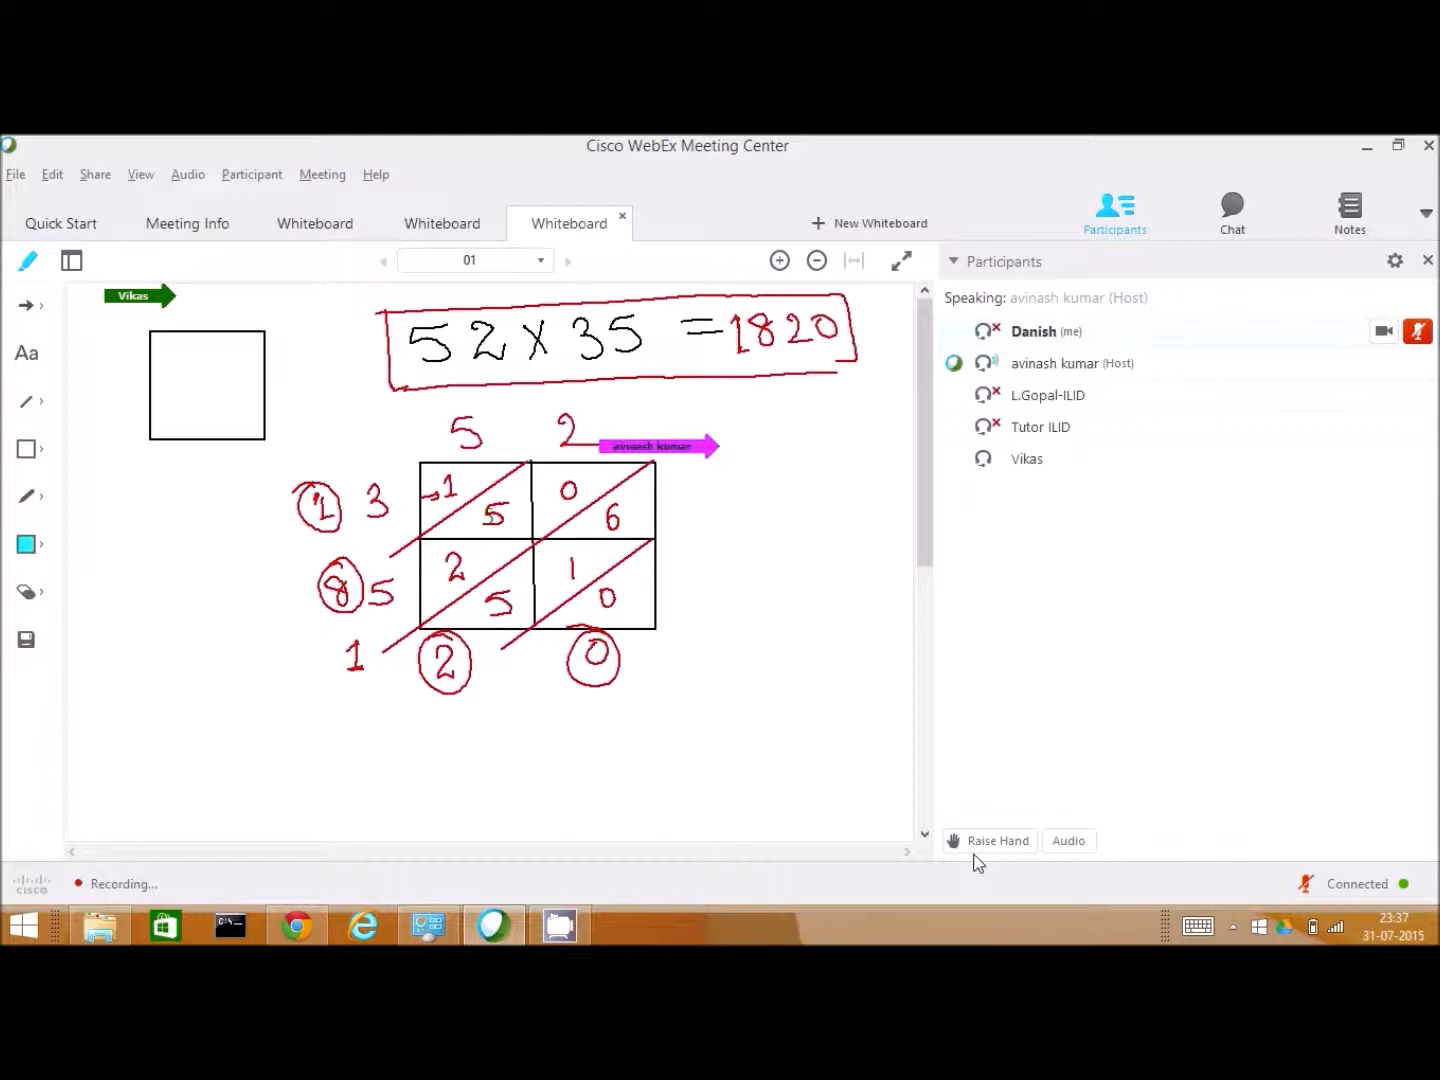 Cisco WebEx Meeting Center
File Edit Share View Audio Participant Meeting Help
Quick Start Meeting Info Whiteboard Whiteboard Whiteboard × + New Whiteboard
Participants Chat Notes
01
Participants
Vikas
Speaking: avinash kumar (Host)
52 x 35 = 1820
Danish (me)
avinash kumar (Host)
Aa
L.Gopal-ILID
5 2
Tutor ILID
avinash kumar
Vikas
1 3 1 5 0 6
8 5 2 5 1 0
1 2 0
Raise Hand Audio
CISCO
Recording...
Connected
23:37
31-07-2015